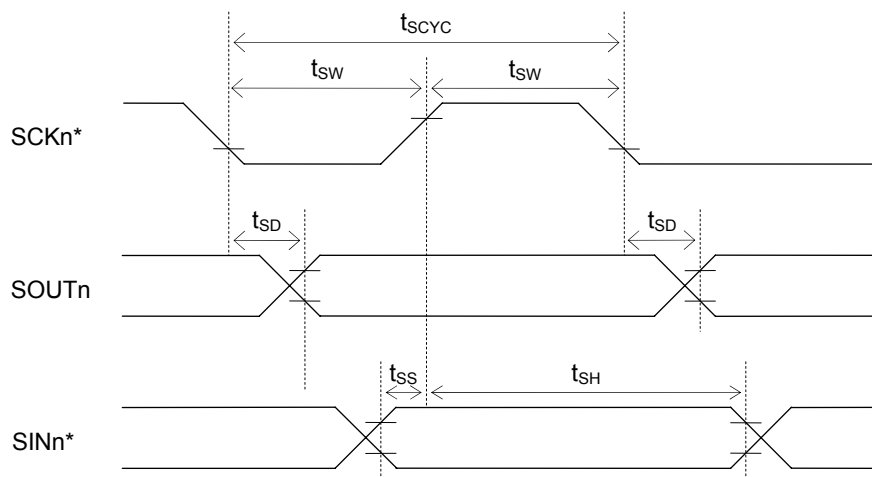 tSCYC
tSW tSW
SCKn*
tSD tSD
SOUTn
tSS tSH
SINn*